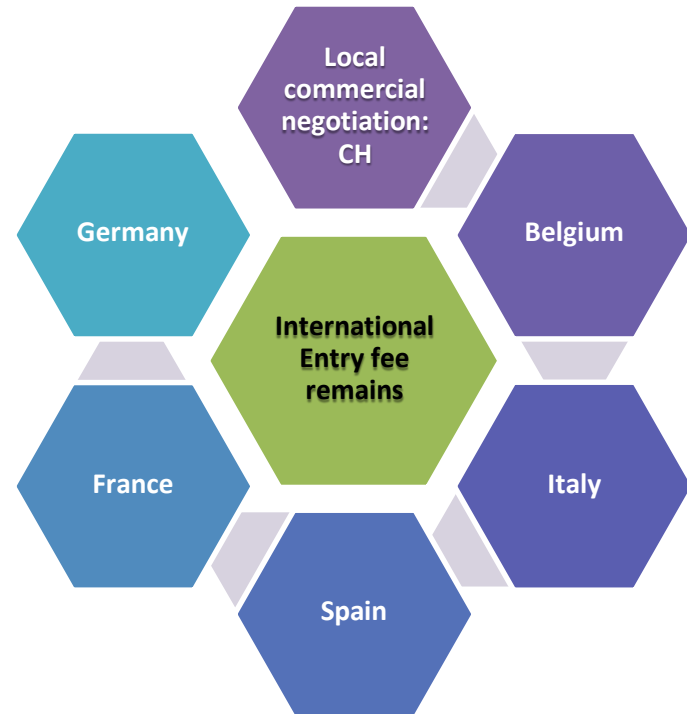 Local
commercial
negotiation:
CH
Germany
Belgium
International
Entry fee
remains
France
Italy
Spain